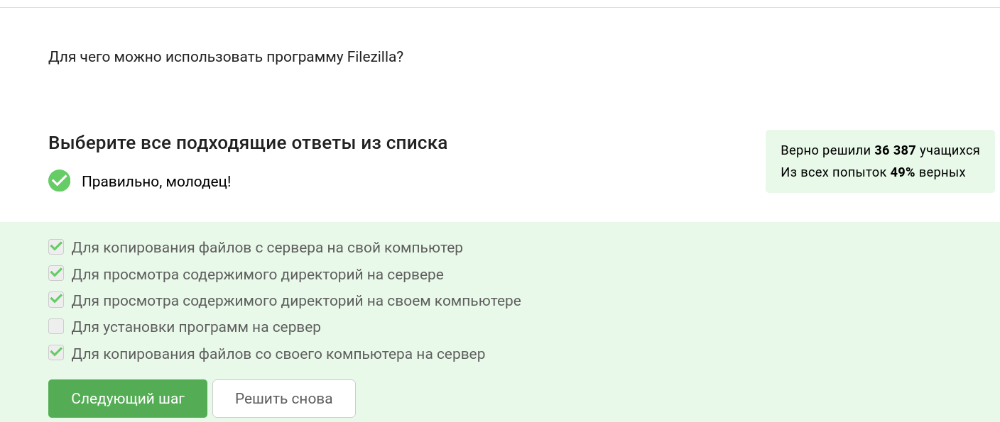 Для чего можно использовать программу Filezilla?
Выберите все подходящие ответы из списка
Правильно, молодец!
Верно решили 36 387 учащихся
Из всех попыток 49% верных
Для копирования файлов с сервера на свой компьютер
Для просмотра содержимого директорий на сервере
Для просмотра содержимого директорий на своем компьютере
Для установки программ на сервер
Для копирования файлов со своего компьютера на сервер
Следующий шаг
Решить снова